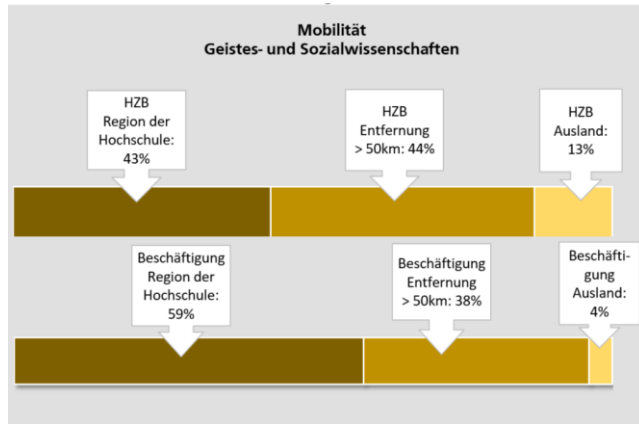 Mobilität
Geistes- und Sozialwissenschaften
HZB
Region der
Hochschule:
43%
HZB
Entfernung
> 50km: 44%
HZB
Ausland:
13%
Beschäftigung
Region der
Hochschule:
59%
Beschäftigung
Entfernung
> 50km: 38%
Beschäfti-
gung
Ausland:
4%